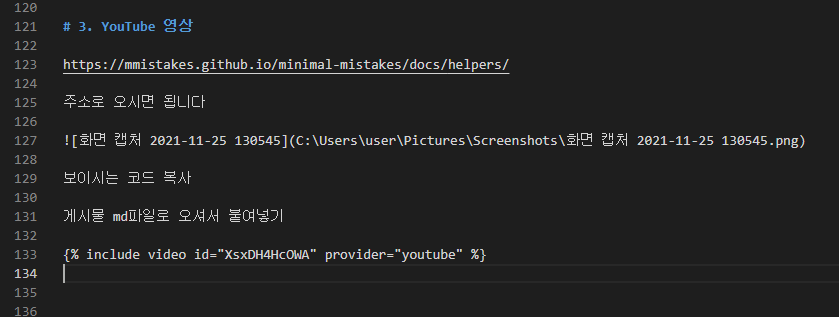 120
121 # 3. YouTube 영상
122
123 https://mmistakes.github.io/minimal-mistakes/docs/helpers/
124
125 주소로 오시면 됩니다
126
127 ![화면 캡처 2021-11-25 130545](C:\Users\user\Pictures\Screenshots\화면 캡처 2021-11-25 130545.png)
128
129 보이시는 코드 복사
130
131 게시물 md파일로 오셔서 붙여넣기
132
133 {% include video id="XsxDH4HcOWA" provider="youtube" %}
134
135
136